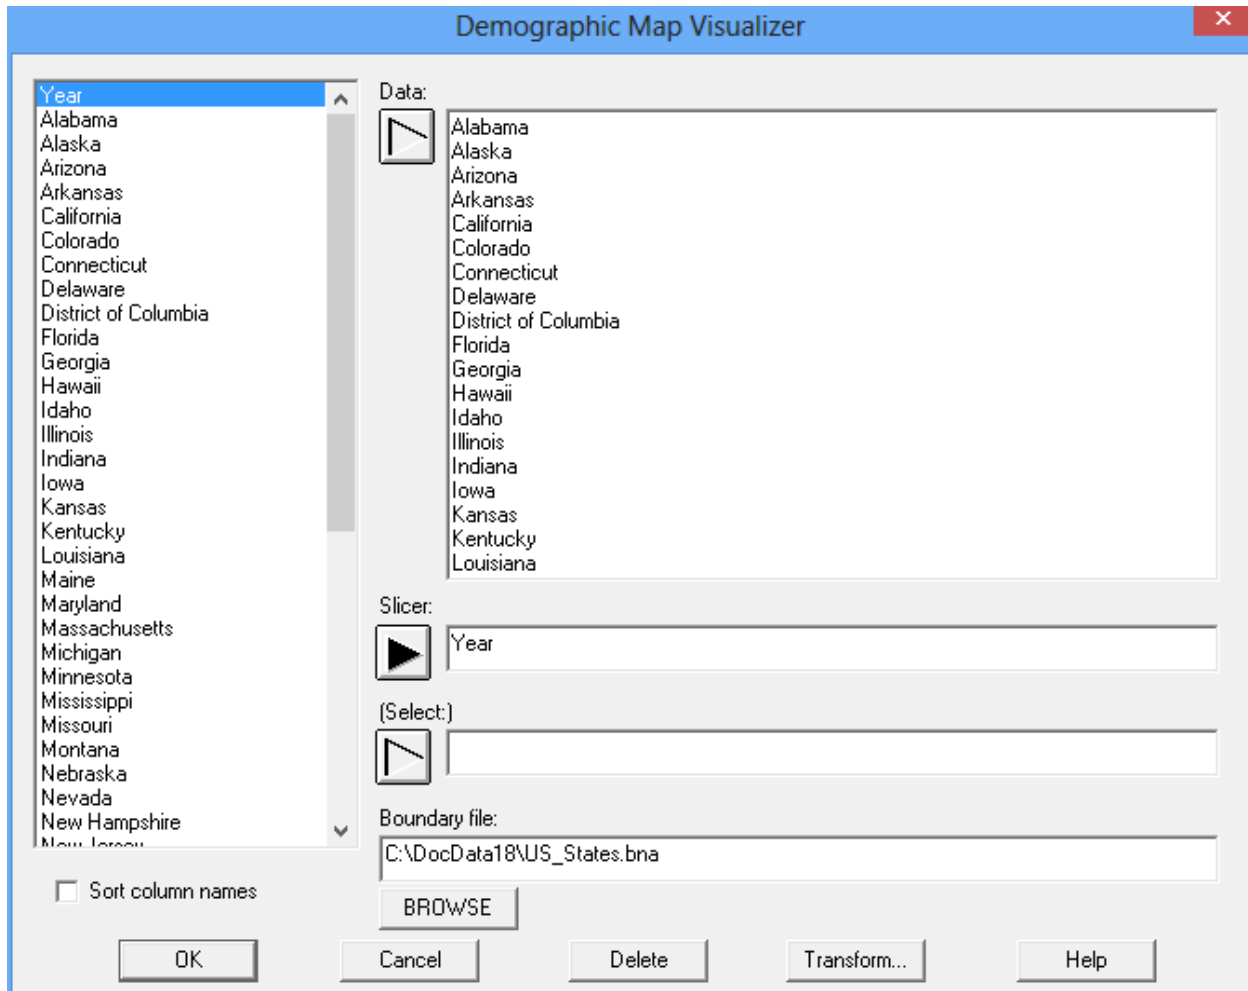 Demographic Map Visualizer
Year
Alabama
Alaska
Arizona
Arkansas
California
Colorado
Connecticut
Delaware
District of Columbia
Florida
Georgia
Hawaii
Idaho
Illinois
Indiana
Iowa
Kansas
Kentucky
Louisiana
Maine
Maryland
Massachusetts
Michigan
Minnesota
Mississippi
Missouri
Montana
Nebraska
Nevada
New Hampshire
New Jersey
Sort column names
Data:
Alabama
Alaska
Arizona
Arkansas
California
Colorado
Connecticut
Delaware
District of Columbia
Florida
Georgia
Hawaii
Idaho
Illinois
Indiana
Iowa
Kansas
Kentucky
Louisiana
Slicer:
Year
(Select:)
Boundary file:
C:\DocData18\US_States.bna
BROWSE
OK
Cancel
Delete
Transform...
Help